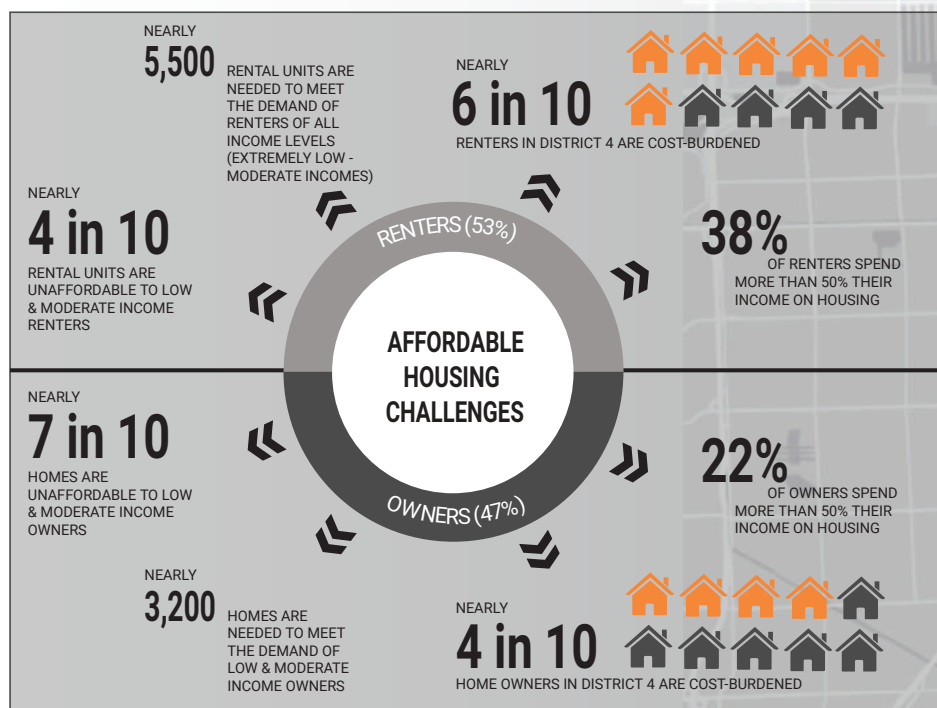 NEARLY
5,500
RENTAL UNITS ARE
NEEDED TO MEET
THE DEMAND OF
RENTERS OF ALL
INCOME LEVELS
(EXTREMELY LOW -
MODERATE INCOMES)
NEARLY
6 in 10
RENTERS IN DISTRICT 4 ARE COST-BURDENED
NEARLY
4 in 10
RENTAL UNITS ARE
UNAFFORDABLE TO LOW
& MODERATE INCOME
RENTERS
RENTERS (53%)
38%
OF RENTERS SPEND
MORE THAN 50% THEIR
INCOME ON HOUSING
AFFORDABLE
HOUSING
CHALLENGES
NEARLY
7 in 10
HOMES ARE
UNAFFORDABLE TO LOW
& MODERATE INCOME
OWNERS
OWNERS (47%)
22%
OF OWNERS SPEND
MORE THAN 50% THEIR
INCOME ON HOUSING
NEARLY
3,200
HOMES ARE
NEEDED TO MEET
THE DEMAND OF
LOW & MODERATE
INCOME OWNERS
NEARLY
4 in 10
HOME OWNERS IN DISTRICT 4 ARE COST-BURDENED